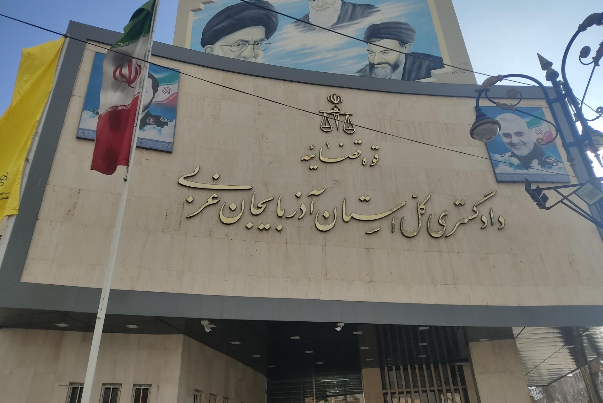 قوه قضائیه
دادگستری کل استان آذربایجان غربی